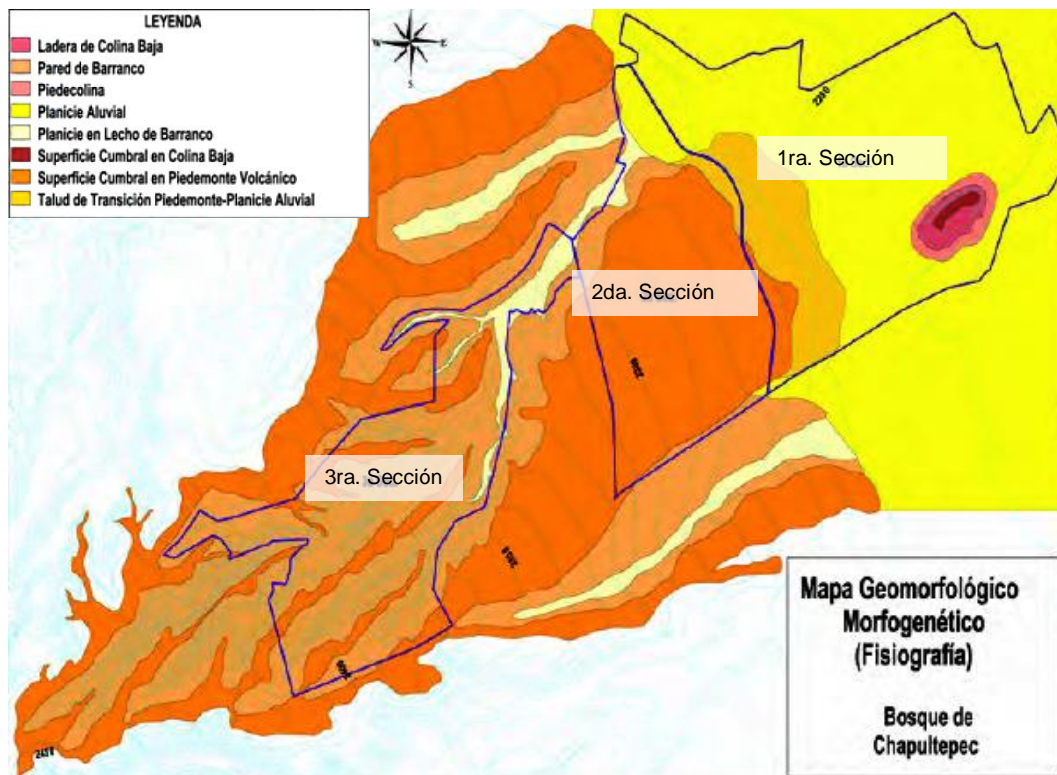 LEYENDA
Ladera de Colina Baja
Pared de Barranco
Piedecolina
Planicie Aluvial
Planicie en Lecho de Barranco
Superficie Cumbral en Colina Baja
Superficie Cumbral en Piedemonte Volcánico
Talud de Transición Piedemonte-Planicie Aluvial
N
E
S
1ra. Sección
2da. Sección
3ra. Sección
Mapa Geomorfológico
Morfogenético
(Fisiografía)
Bosque de
Chapultepec